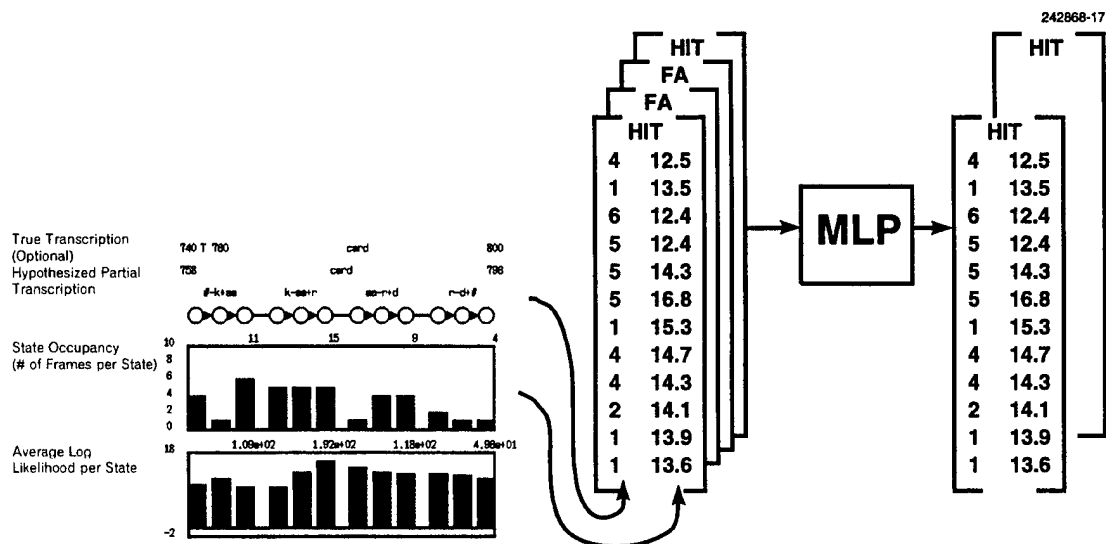 242868-17
HIT
FA
FA
HIT
4 12.5
1 13.5
6 12.4
5 12.4
5 14.3
5 16.8
1 15.3
4 14.7
4 14.3
2 14.1
1 13.9
1 13.6
MLP
HIT
HIT
4 12.5
1 13.5
6 12.4
5 12.4
5 14.3
5 16.8
1 15.3
4 14.7
4 14.3
2 14.1
1 13.9
1 13.6
True Transcription
(Optional)
740 T 760 card 800
Hypothesized Partial
Transcription
758 card 798
#-k+aa k-aa+r aa-r+d r-d+#
State Occupancy
(# of Frames per State)
11 15 9 4
10
8
6
4
2
0
Average Log
Likelihood per State
1.09e+02 1.92e+02 1.18e+02 4.98e+01
18
-2